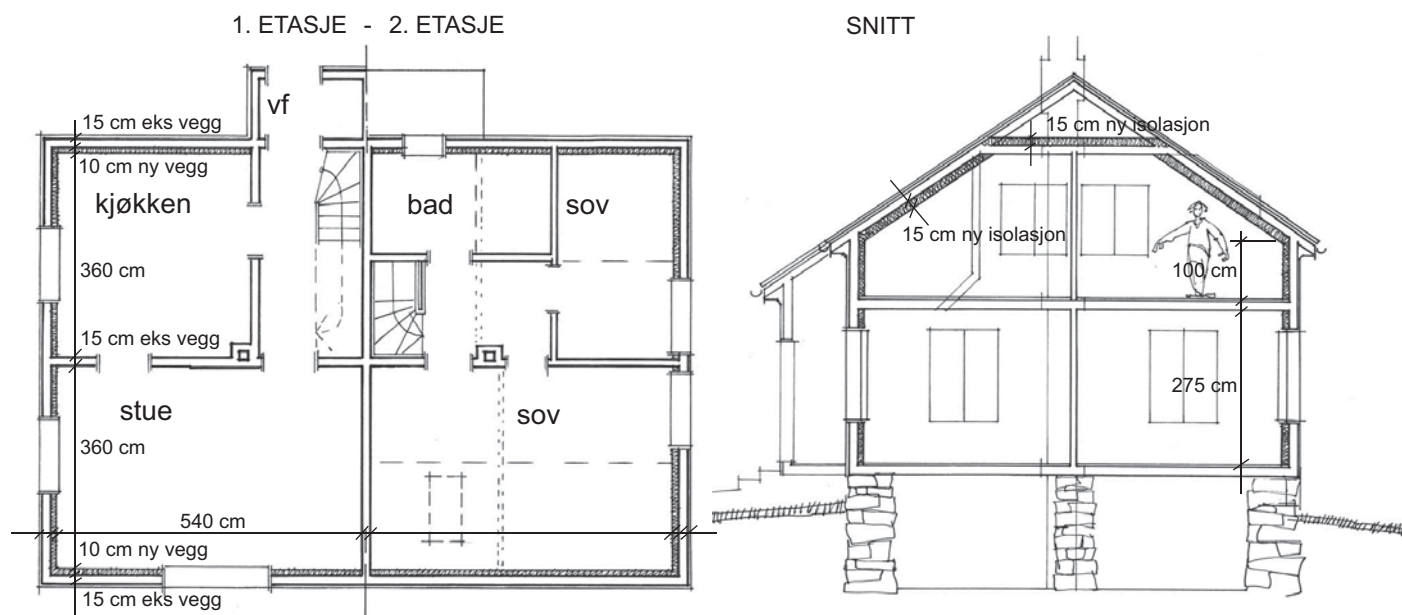 1. ETASJE - 2. ETASJE
vf
15 cm eks vegg
10 cm ny vegg
kjøkken
bad
sov
360 cm
15 cm eks vegg
stue
sov
360 cm
540 cm
10 cm ny vegg
15 cm eks vegg
SNITT
15 cm ny isolasjon
15 cm ny isolasjon
100 cm
275 cm